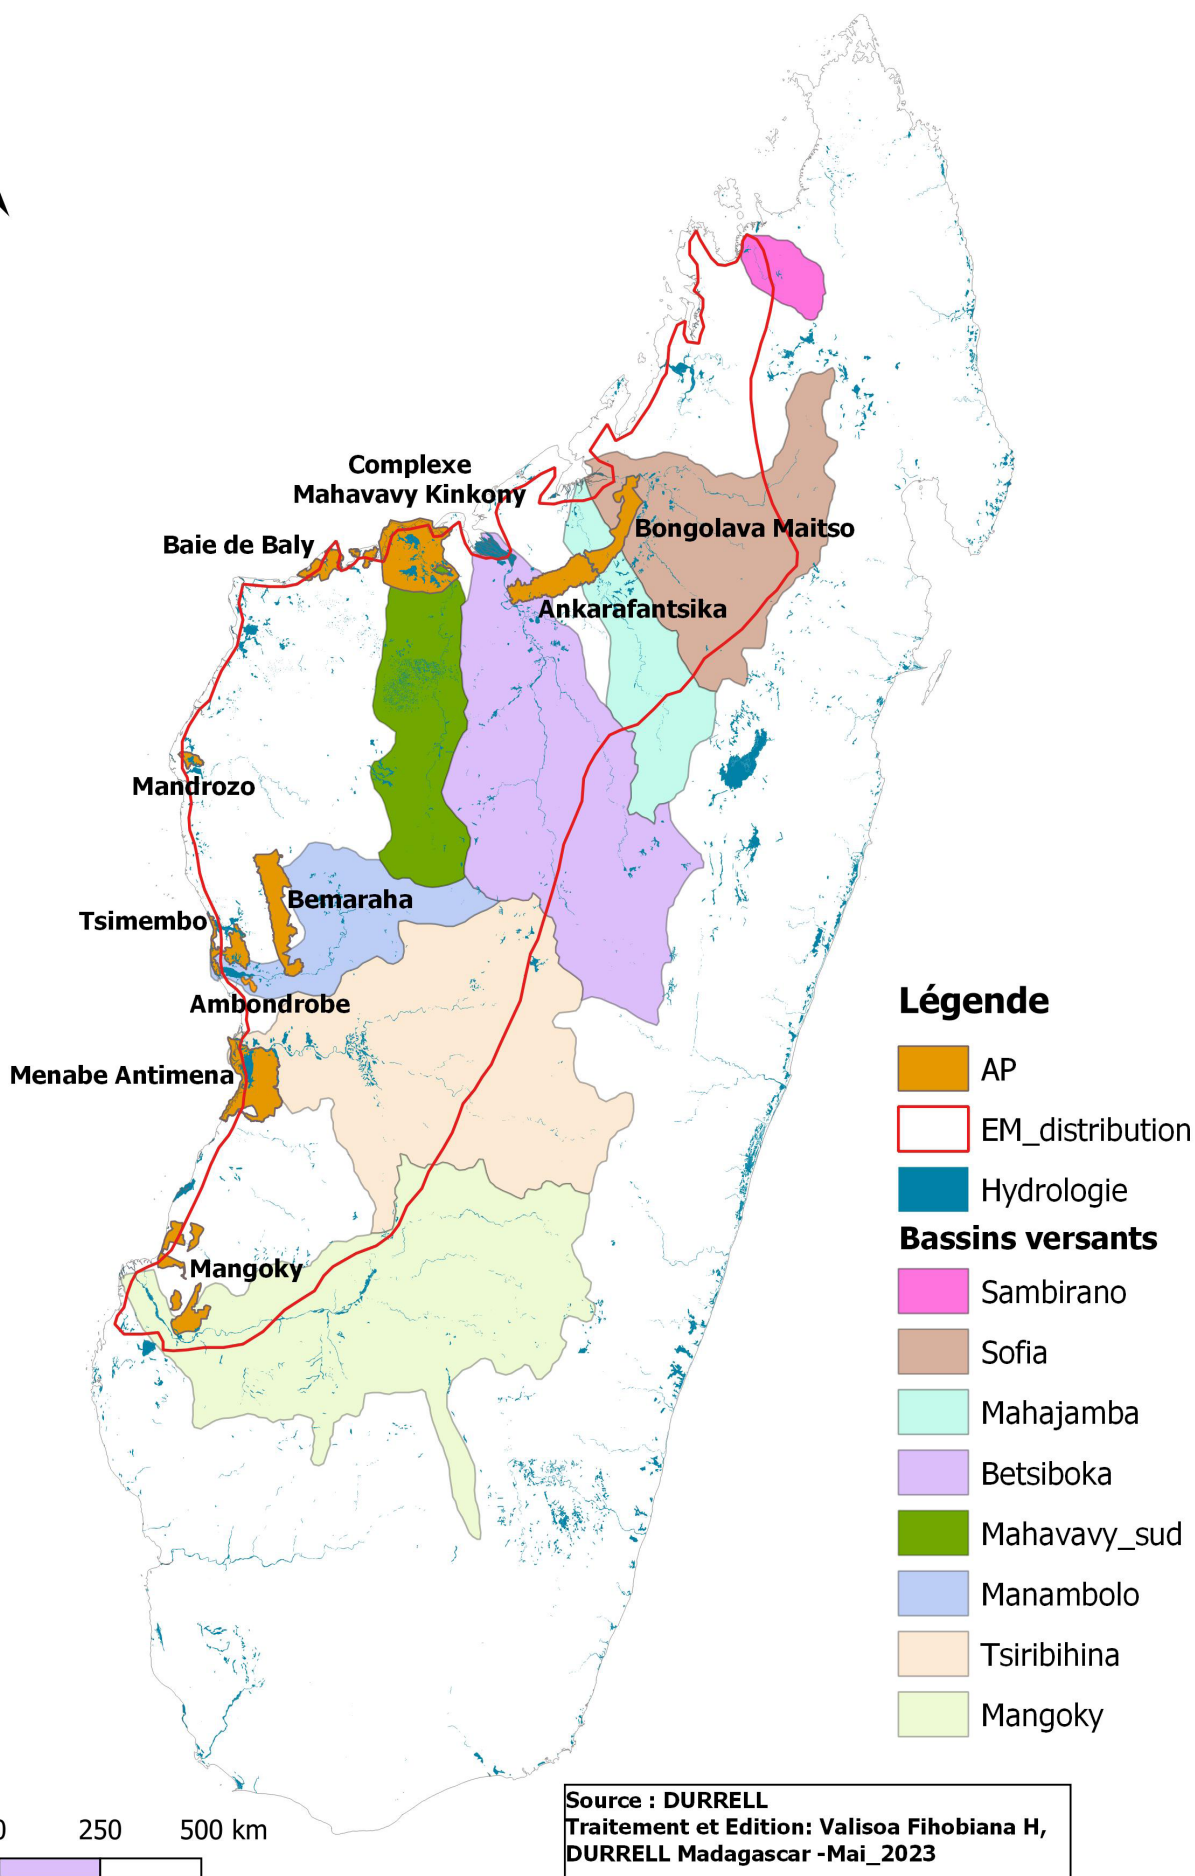 Complexe
Mahavavy Kinkony
Baie de Baly
Bongolava Maitso
Ankarafantsika
Mandrozo
Bemaraha
Tsimembo
Ambondrobe
Menabe Antimena
Mangoky
Légende
AP
EM_distribution
Hydrologie
Bassins versants
Sambirano
Sofia
Mahajamba
Betsiboka
Mahavavy_sud
Manambolo
Tsiribihina
Mangoky
0 250 500 km
Source : DURRELL
Traitement et Edition: Valisoa Fihobiana H,
DURRELL Madagascar -Mai_2023